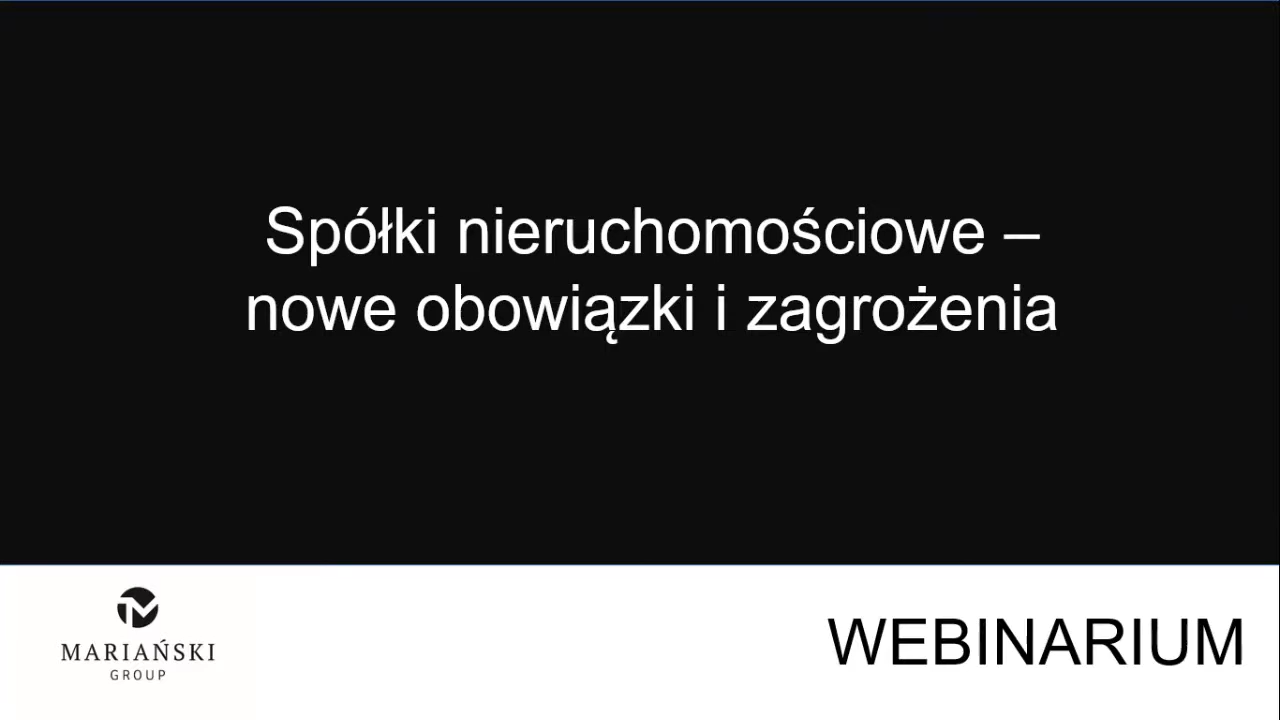 Spółki nieruchomościowe –
nowe obowiązki i zagrożenia
MARIAŃSKI
GROUP
WEBINARIUM